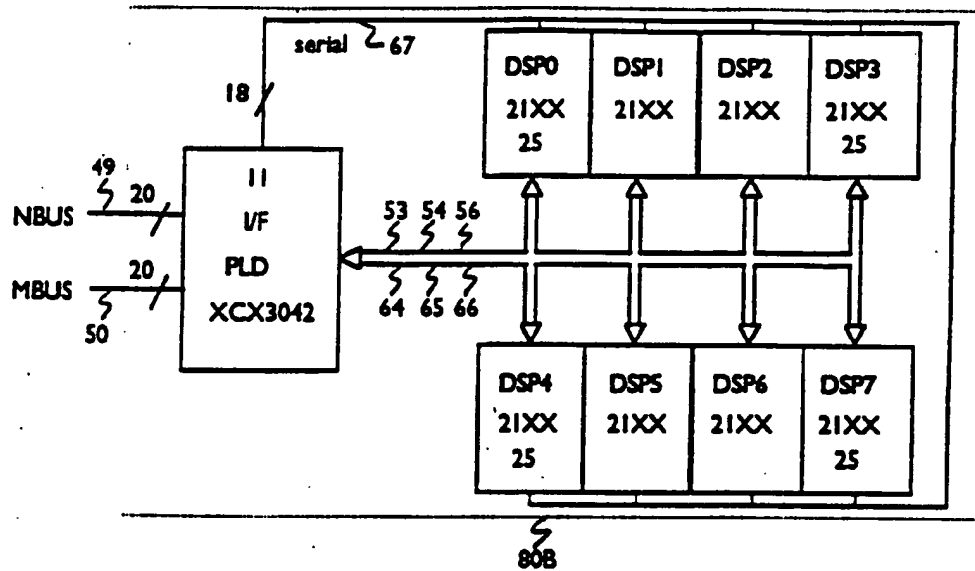 serial 67
18
DSP0 DSP1 DSP2 DSP3
21XX 21XX 21XX 21XX
25 25
49
NBUS 20
11
I/F
PLD
XCX3042
MBUS 20
50
53 54 56
64 65 66
DSP4 DSP5 DSP6 DSP7
21XX 21XX 21XX 21XX
25 25
80B